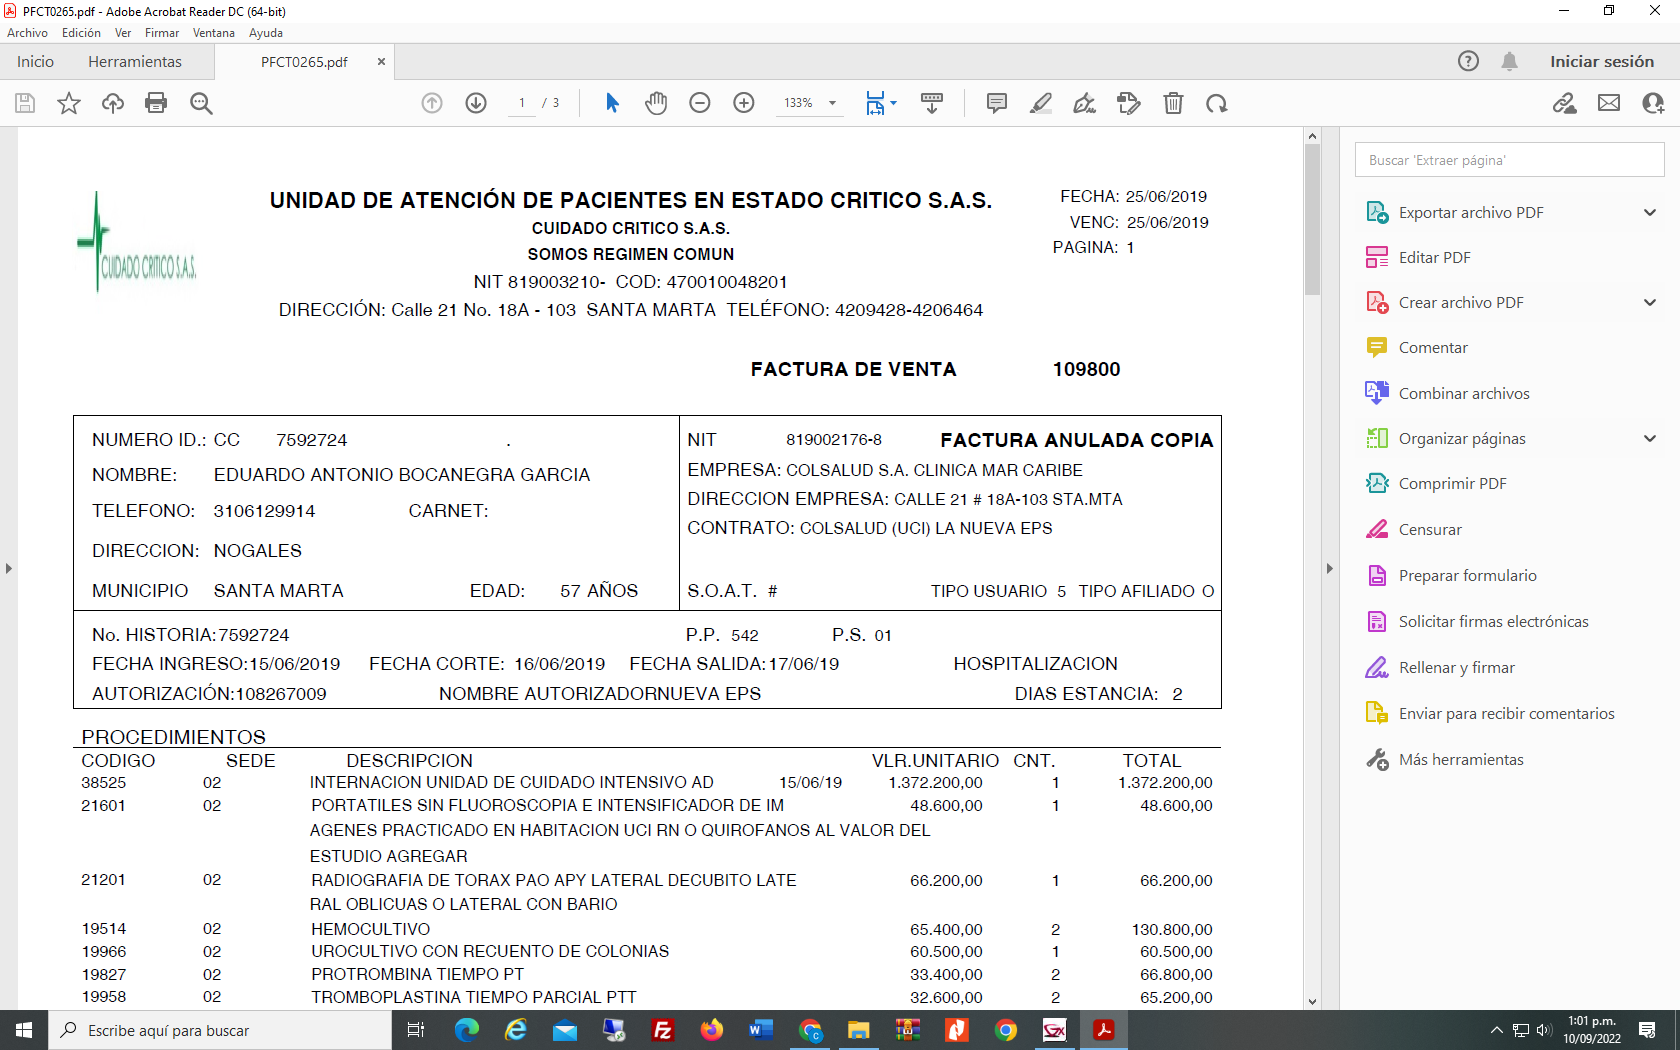 PFCT0265.pdf - Adobe Acrobat Reader DC (64-bit)
Archivo Edición Ver Firmar Ventana Ayuda
Inicio Herramientas PFCT0265.pdf × Iniciar sesión
1 / 3 133%
Buscar 'Extraer página'
Exportar archivo PDF
Editar PDF
Crear archivo PDF
Comentar
Combinar archivos
Organizar páginas
Comprimir PDF
Censurar
Preparar formulario
Solicitar firmas electrónicas
Rellenar y firmar
Enviar para recibir comentarios
Más herramientas
CUIDADO CRITICO S.A.S.
UNIDAD DE ATENCIÓN DE PACIENTES EN ESTADO CRITICO S.A.S.
CUIDADO CRITICO S.A.S.
SOMOS REGIMEN COMUN
NIT 819003210- COD: 470010048201
DIRECCIÓN: Calle 21 No. 18A - 103 SANTA MARTA TELÉFONO: 4209428-4206464
FECHA: 25/06/2019
VENC: 25/06/2019
PAGINA: 1
FACTURA DE VENTA 109800
NUMERO ID.: CC 7592724 .
NOMBRE: EDUARDO ANTONIO BOCANEGRA GARCIA
TELEFONO: 3106129914 CARNET:
DIRECCION: NOGALES
MUNICIPIO SANTA MARTA EDAD: 57 AÑOS
NIT 819002176-8 FACTURA ANULADA COPIA
EMPRESA: COLSALUD S.A. CLINICA MAR CARIBE
DIRECCION EMPRESA: CALLE 21 # 18A-103 STA.MTA
CONTRATO: COLSALUD (UCI) LA NUEVA EPS
S.O.A.T. # TIPO USUARIO 5 TIPO AFILIADO O
No. HISTORIA: 7592724 P.P. 542 P.S. 01
FECHA INGRESO: 15/06/2019 FECHA CORTE: 16/06/2019 FECHA SALIDA: 17/06/19 HOSPITALIZACION
AUTORIZACIÓN: 108267009 NOMBRE AUTORIZADORNUEVA EPS DIAS ESTANCIA: 2
PROCEDIMIENTOS
CODIGO SEDE DESCRIPCION VLR.UNITARIO CNT. TOTAL
38525 02 INTERNACION UNIDAD DE CUIDADO INTENSIVO AD 15/06/19 1.372.200,00 1 1.372.200,00
21601 02 PORTATILES SIN FLUOROSCOPIA E INTENSIFICADOR DE IM 48.600,00 1 48.600,00
AGENES PRACTICADO EN HABITACION UCI RN O QUIROFANOS AL VALOR DEL
ESTUDIO AGREGAR
21201 02 RADIOGRAFIA DE TORAX PAO APY LATERAL DECUBITO LATE 66.200,00 1 66.200,00
RAL OBLICUAS O LATERAL CON BARIO
19514 02 HEMOCULTIVO 65.400,00 2 130.800,00
19966 02 UROCULTIVO CON RECUENTO DE COLONIAS 60.500,00 1 60.500,00
19827 02 PROTROMBINA TIEMPO PT 33.400,00 2 66.800,00
19958 02 TROMBOPLASTINA TIEMPO PARCIAL PTT 32.600,00 2 65.200,00
Escribe aquí para buscar
1:01 p.m.
10/09/2022